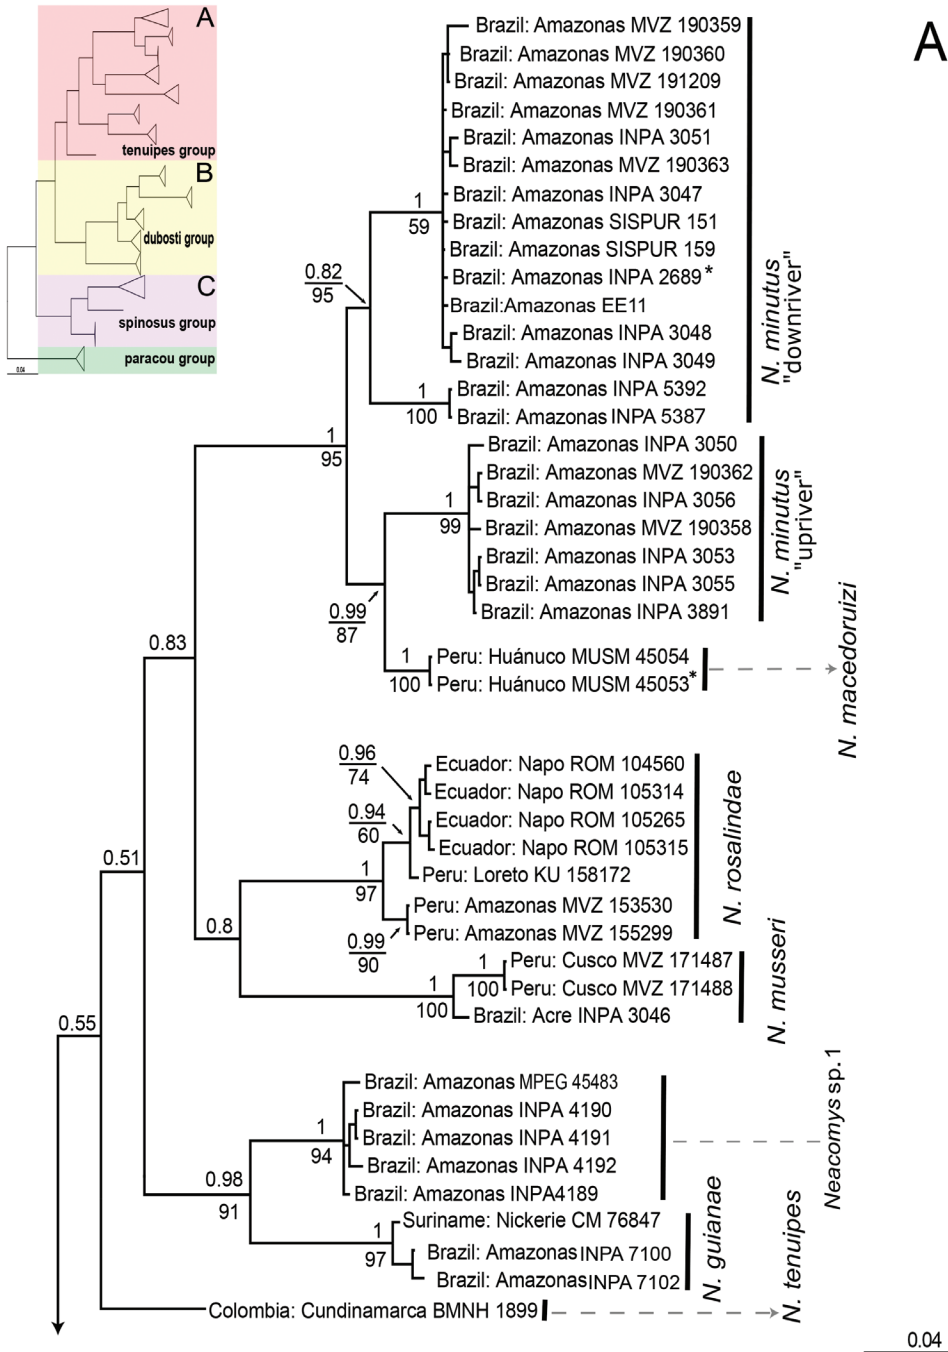 A
tenuipes group
B
dubosti group
C
spinosus group
paracou group
0.04
A
Brazil: Amazonas MVZ 190359
Brazil: Amazonas MVZ 190360
Brazil: Amazonas MVZ 191209
Brazil: Amazonas MVZ 190361
Brazil: Amazonas INPA 3051
Brazil: Amazonas MVZ 190363
Brazil: Amazonas INPA 3047
Brazil: Amazonas SISPUR 151
Brazil: Amazonas SISPUR 159
Brazil: Amazonas INPA 2689*
Brazil:Amazonas EE11
Brazil: Amazonas INPA 3048
Brazil: Amazonas INPA 3049
Brazil: Amazonas INPA 5392
Brazil: Amazonas INPA 5387
1
59
0.82
95
1
100
N. minutus
"downriver"
1
95
Brazil: Amazonas INPA 3050
Brazil: Amazonas MVZ 190362
Brazil: Amazonas INPA 3056
Brazil: Amazonas MVZ 190358
Brazil: Amazonas INPA 3053
Brazil: Amazonas INPA 3055
Brazil: Amazonas INPA 3891
1
99
N. minutus
"upriver"
0.99
87
Peru: Huánuco MUSM 45054
Peru: Huánuco MUSM 45053*
1
100
N. macedoruizi
0.83
0.96
74
0.94
60
Ecuador: Napo ROM 104560
Ecuador: Napo ROM 105314
Ecuador: Napo ROM 105265
Ecuador: Napo ROM 105315
Peru: Loreto KU 158172
Peru: Amazonas MVZ 153530
Peru: Amazonas MVZ 155299
1
97
0.99
90
N. rosalindae
0.51
0.8
Peru: Cusco MVZ 171487
Peru: Cusco MVZ 171488
Brazil: Acre INPA 3046
1
100
1
100
N. musseri
0.55
Brazil: Amazonas MPEG 45483
Brazil: Amazonas INPA 4190
Brazil: Amazonas INPA 4191
Brazil: Amazonas INPA 4192
Brazil: Amazonas INPA4189
1
94
Neacomys sp.1
0.98
91
Suriname: Nickerie CM 76847
Brazil: Amazonas INPA 7100
Brazil: Amazonas INPA 7102
1
97
N. guianae
Colombia: Cundinamarca BMNH 1899
N. tenuipes
0.04